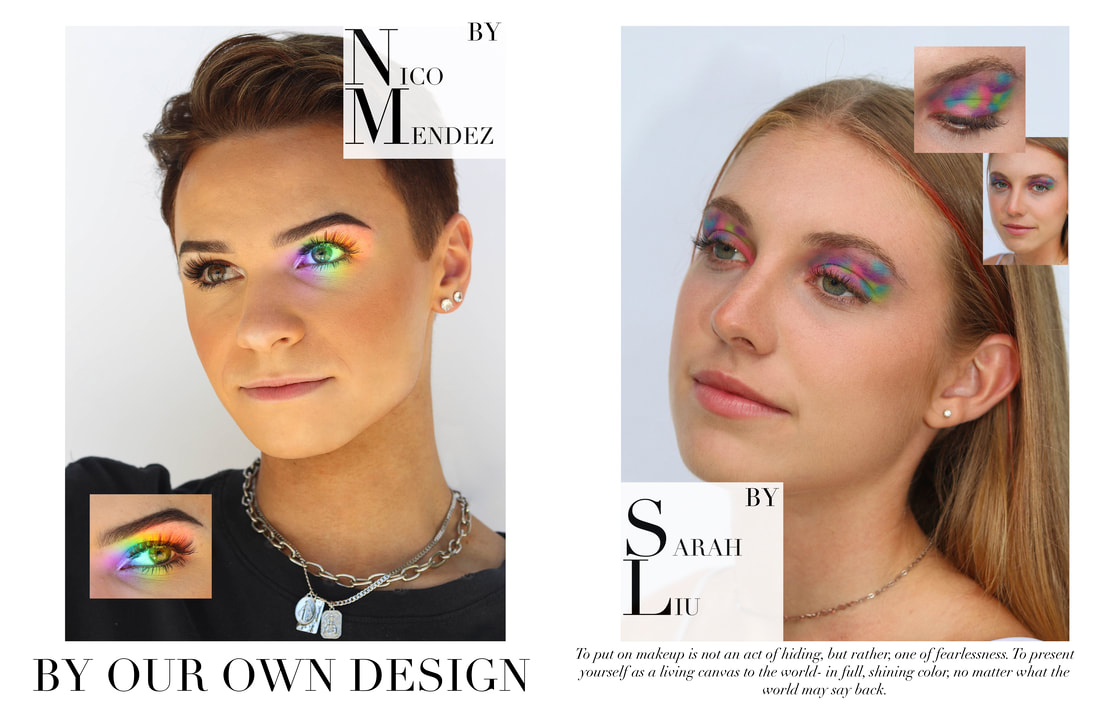 BY
NICO
MENDEZ
BY OUR OWN DESIGN
BY
SARAH
LIU
To put on makeup is not an act of hiding, but rather, one of fearlessness. To present
yourself as a living canvas to the world- in full, shining color, no matter what the
world may say back.